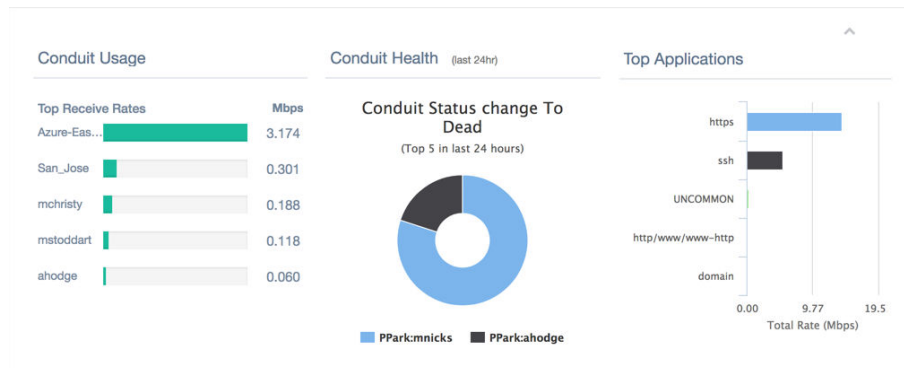 Conduit Usage
Top Receive Rates Mbps
Azure-Eas... 3.174
San_Jose 0.301
mchristy 0.188
mstoddart 0.118
ahodge 0.060
Conduit Health (last 24hr)
Conduit Status change To
Dead
(Top 5 in last 24 hours)
PPark:mnicks PPark:ahodge
Top Applications
https
ssh
UNCOMMON
http/www/www-http
domain
0.00 9.77 19.5
Total Rate (Mbps)